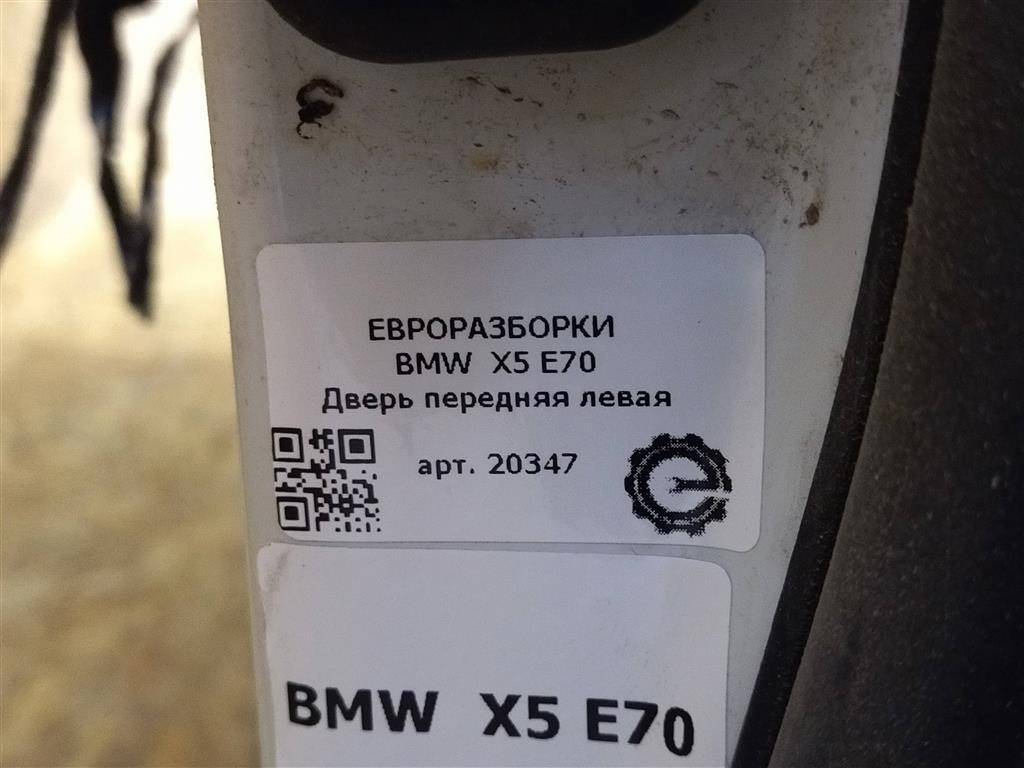 ЕВРОРАЗБОРКИ
BMW X5 E70
Дверь передняя левая
арт. 20347
BMW X5 E70